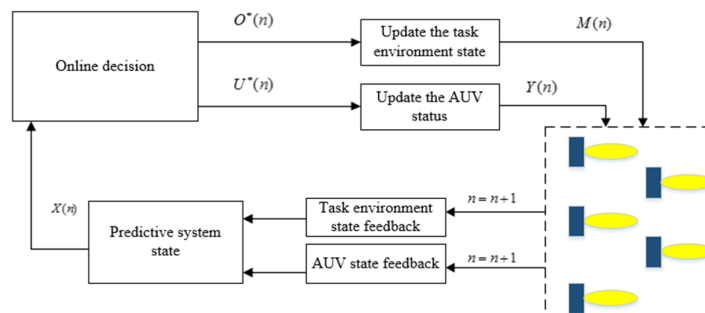 O*(n)
Update the task
environment state
M(n)
Online decision
U*(n)
Update the AUV
status
Y(n)
X(n)
Predictive system
state
Task environment
state feedback
n = n+1
AUV state feedback
n = n+1